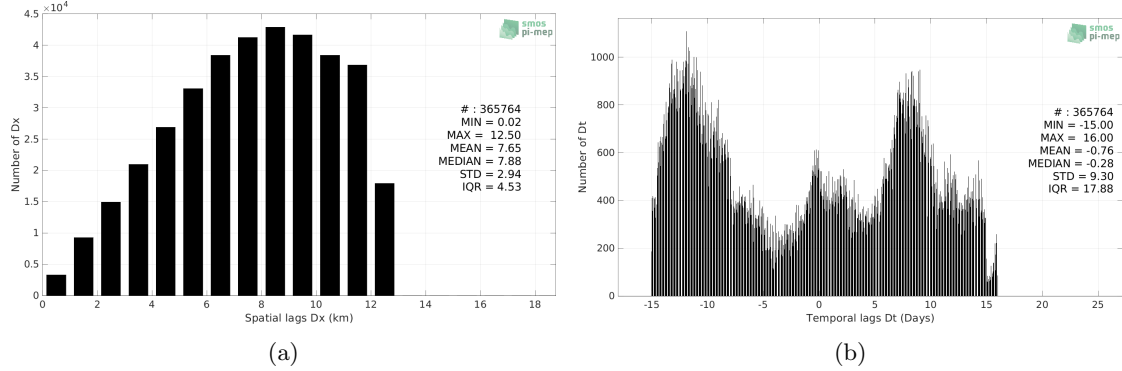 ×10⁴
4.5
4
3.5
3
2.5
2
1.5
1
0.5
0
Number of Dx
smos
pi-mep
# : 365764
MIN = 0.02
MAX = 12.50
MEAN = 7.65
MEDIAN = 7.88
STD = 2.94
IQR = 4.53
0 2 4 6 8 10 12 14 16 18
Spatial lags Dx (km)
(a)
1000
800
600
400
200
0
Number of Dt
smos
pi-mep
# : 365764
MIN = -15.00
MAX = 16.00
MEAN = -0.76
MEDIAN = -0.28
STD = 9.30
IQR = 17.88
-15 -10 -5 0 5 10 15 20 25
Temporal lags Dt (Days)
(b)